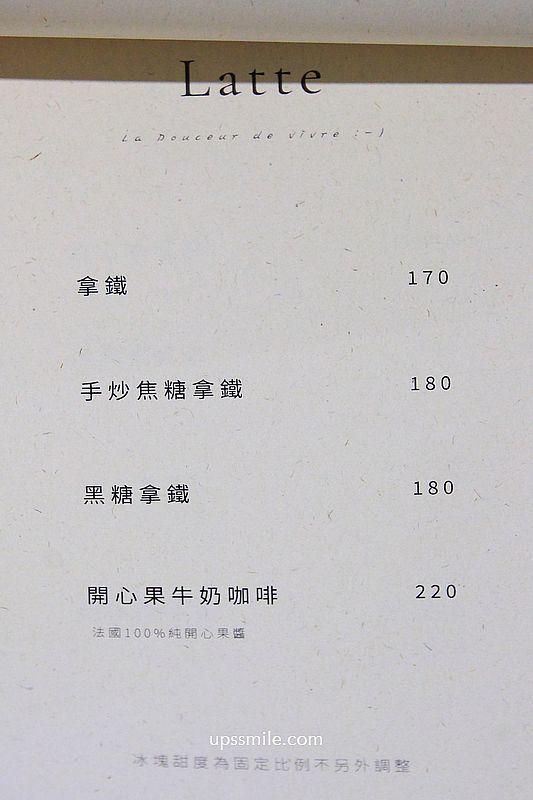 Latte
La Douceur de vivre :-)
拿鐵 170
手炒焦糖拿鐵 180
黑糖拿鐵 180
開心果牛奶咖啡 220
法國100%純開心果醬
upssmile.com
冰塊甜度為固定比例不另外調整